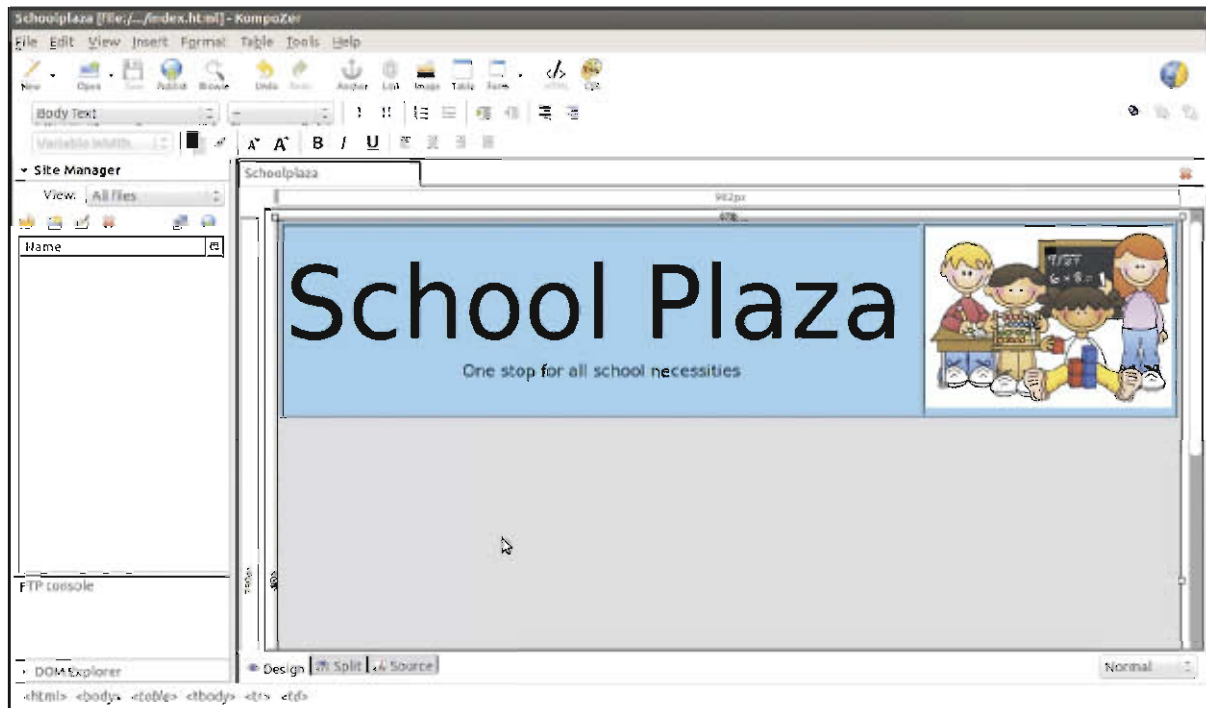 Schoolplaza [file:/.../index.html] - KompoZer
File Edit View Insert Format Table Tools Help
New Open Save Publish Browse Undo Redo Anchor Link Image Table Form HTML CSS
Body Text
Variable Width A A B I U
Site Manager
Schoolplaza
View: All files
982px
Name
School Plaza
One stop for all school necessities
FTP console
DOM Explorer
Design Split Source
Normal
<html> <body> <table> <tbody> <tr> <td>